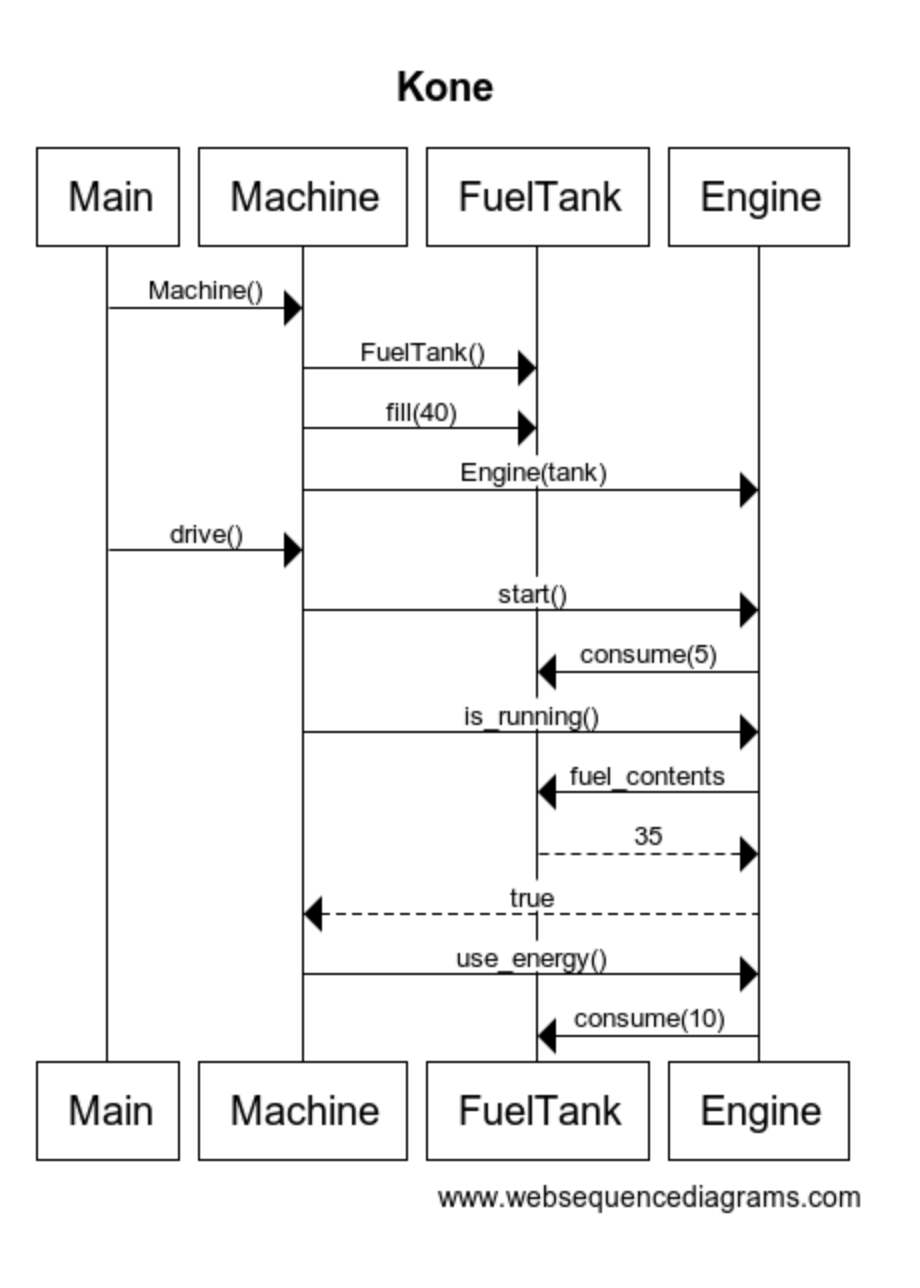 Kone
Main Machine FuelTank Engine
Machine()
FuelTank()
fill(40)
Engine(tank)
drive()
start()
consume(5)
is_running()
fuel_contents
35
true
use_energy()
consume(10)
Main Machine FuelTank Engine
www.websequencediagrams.com